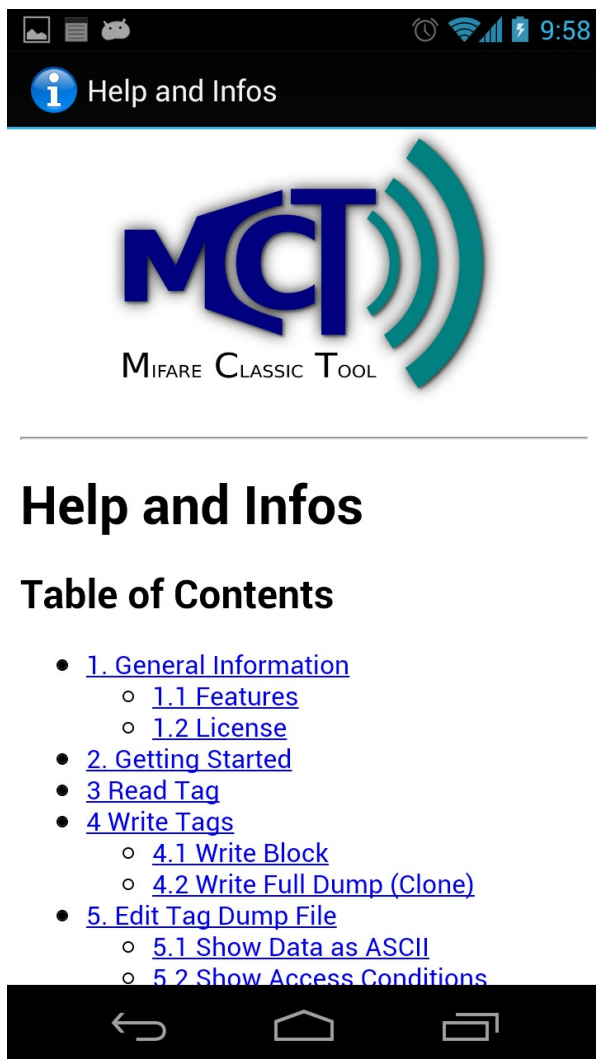 9:58
Help and Infos
MCT
MIFARE CLASSIC TOOL
Help and Infos
Table of Contents
1. General Information
1.1 Features
1.2 License
2. Getting Started
3 Read Tag
4 Write Tags
4.1 Write Block
4.2 Write Full Dump (Clone)
5. Edit Tag Dump File
5.1 Show Data as ASCII
5.2 Show Access Conditions